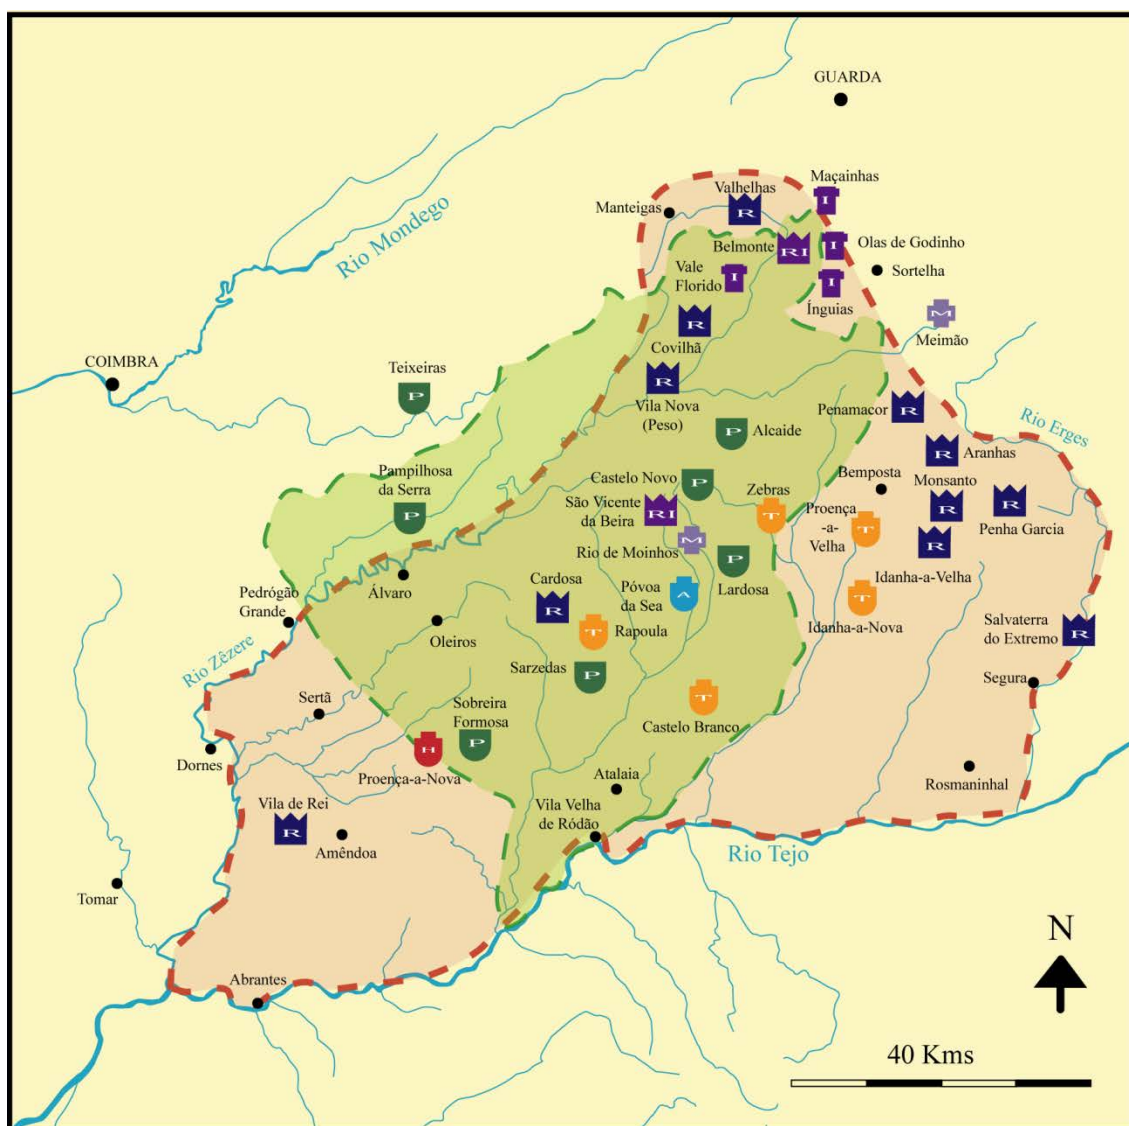 GUARDA
Maçainhas
I
Valhelhas
R
Manteigas
Rio Mondego
Belmonte
RI
I
Olas de Godinho
Sortelha
Vale
Florido
I
I
Ínguias
M
Meimão
R
Covilhã
COIMBRA
Teixeiras
P
R
Vila Nova
(Peso)
Penamacor
R
Rio Erges
P
Alcaide
R
Aranhas
Pampilhosa
da Serra
P
Castelo Novo
P
Bemposta
Monsanto
R
R
Penha Garcia
São Vicente
da Beira
RI
Zebras
T
Proença
-a-
Velha
T
Rio de Moinhos
M
R
Idanha-a-Velha
P
Lardosa
Álvaro
Cardosa
R
Póvoa
da Sea
A
T
Idanha-a-Nova
Pedrógão
Grande
Oleiros
T
Rapoula
Salvaterra
do Extremo
R
Rio Zêzere
Sarzedas
P
Segura
Sertã
Sobreira
Formosa
P
T
Castelo Branco
Dornes
H
Proença-a-Nova
Atalaia
Rosmaninhal
Vila de Rei
R
Amêndoa
Vila Velha
de Ródão
Rio Tejo
Tomar
Abrantes
N
40 Kms